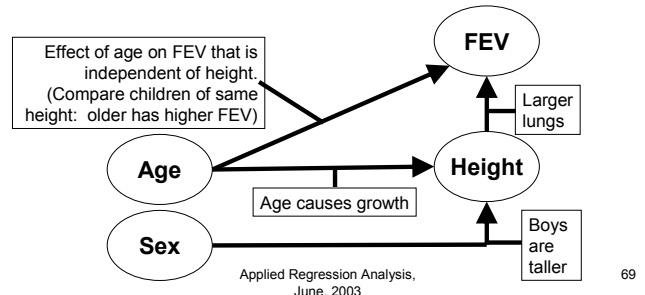 FEV
Effect of age on FEV that is
independent of height.
(Compare children of same
height: older has higher FEV)
Larger
lungs
Age
Height
Age causes growth
Sex
Boys
are
taller
Applied Regression Analysis,
June, 2003
69